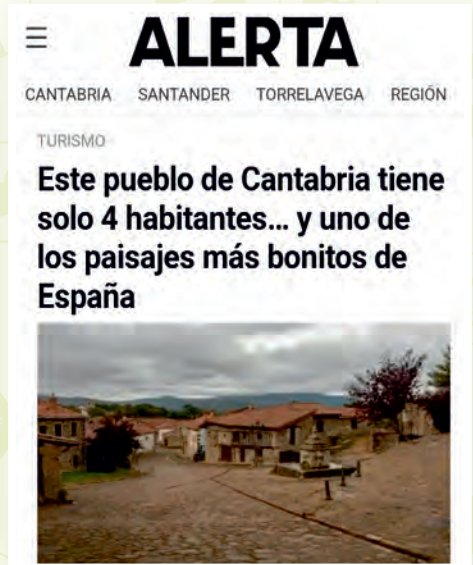 ALERTA
CANTABRIA SANTANDER TORRELAVEGA REGIÓN
TURISMO
Este pueblo de Cantabria tiene
solo 4 habitantes... y uno de
los paisajes más bonitos de
España